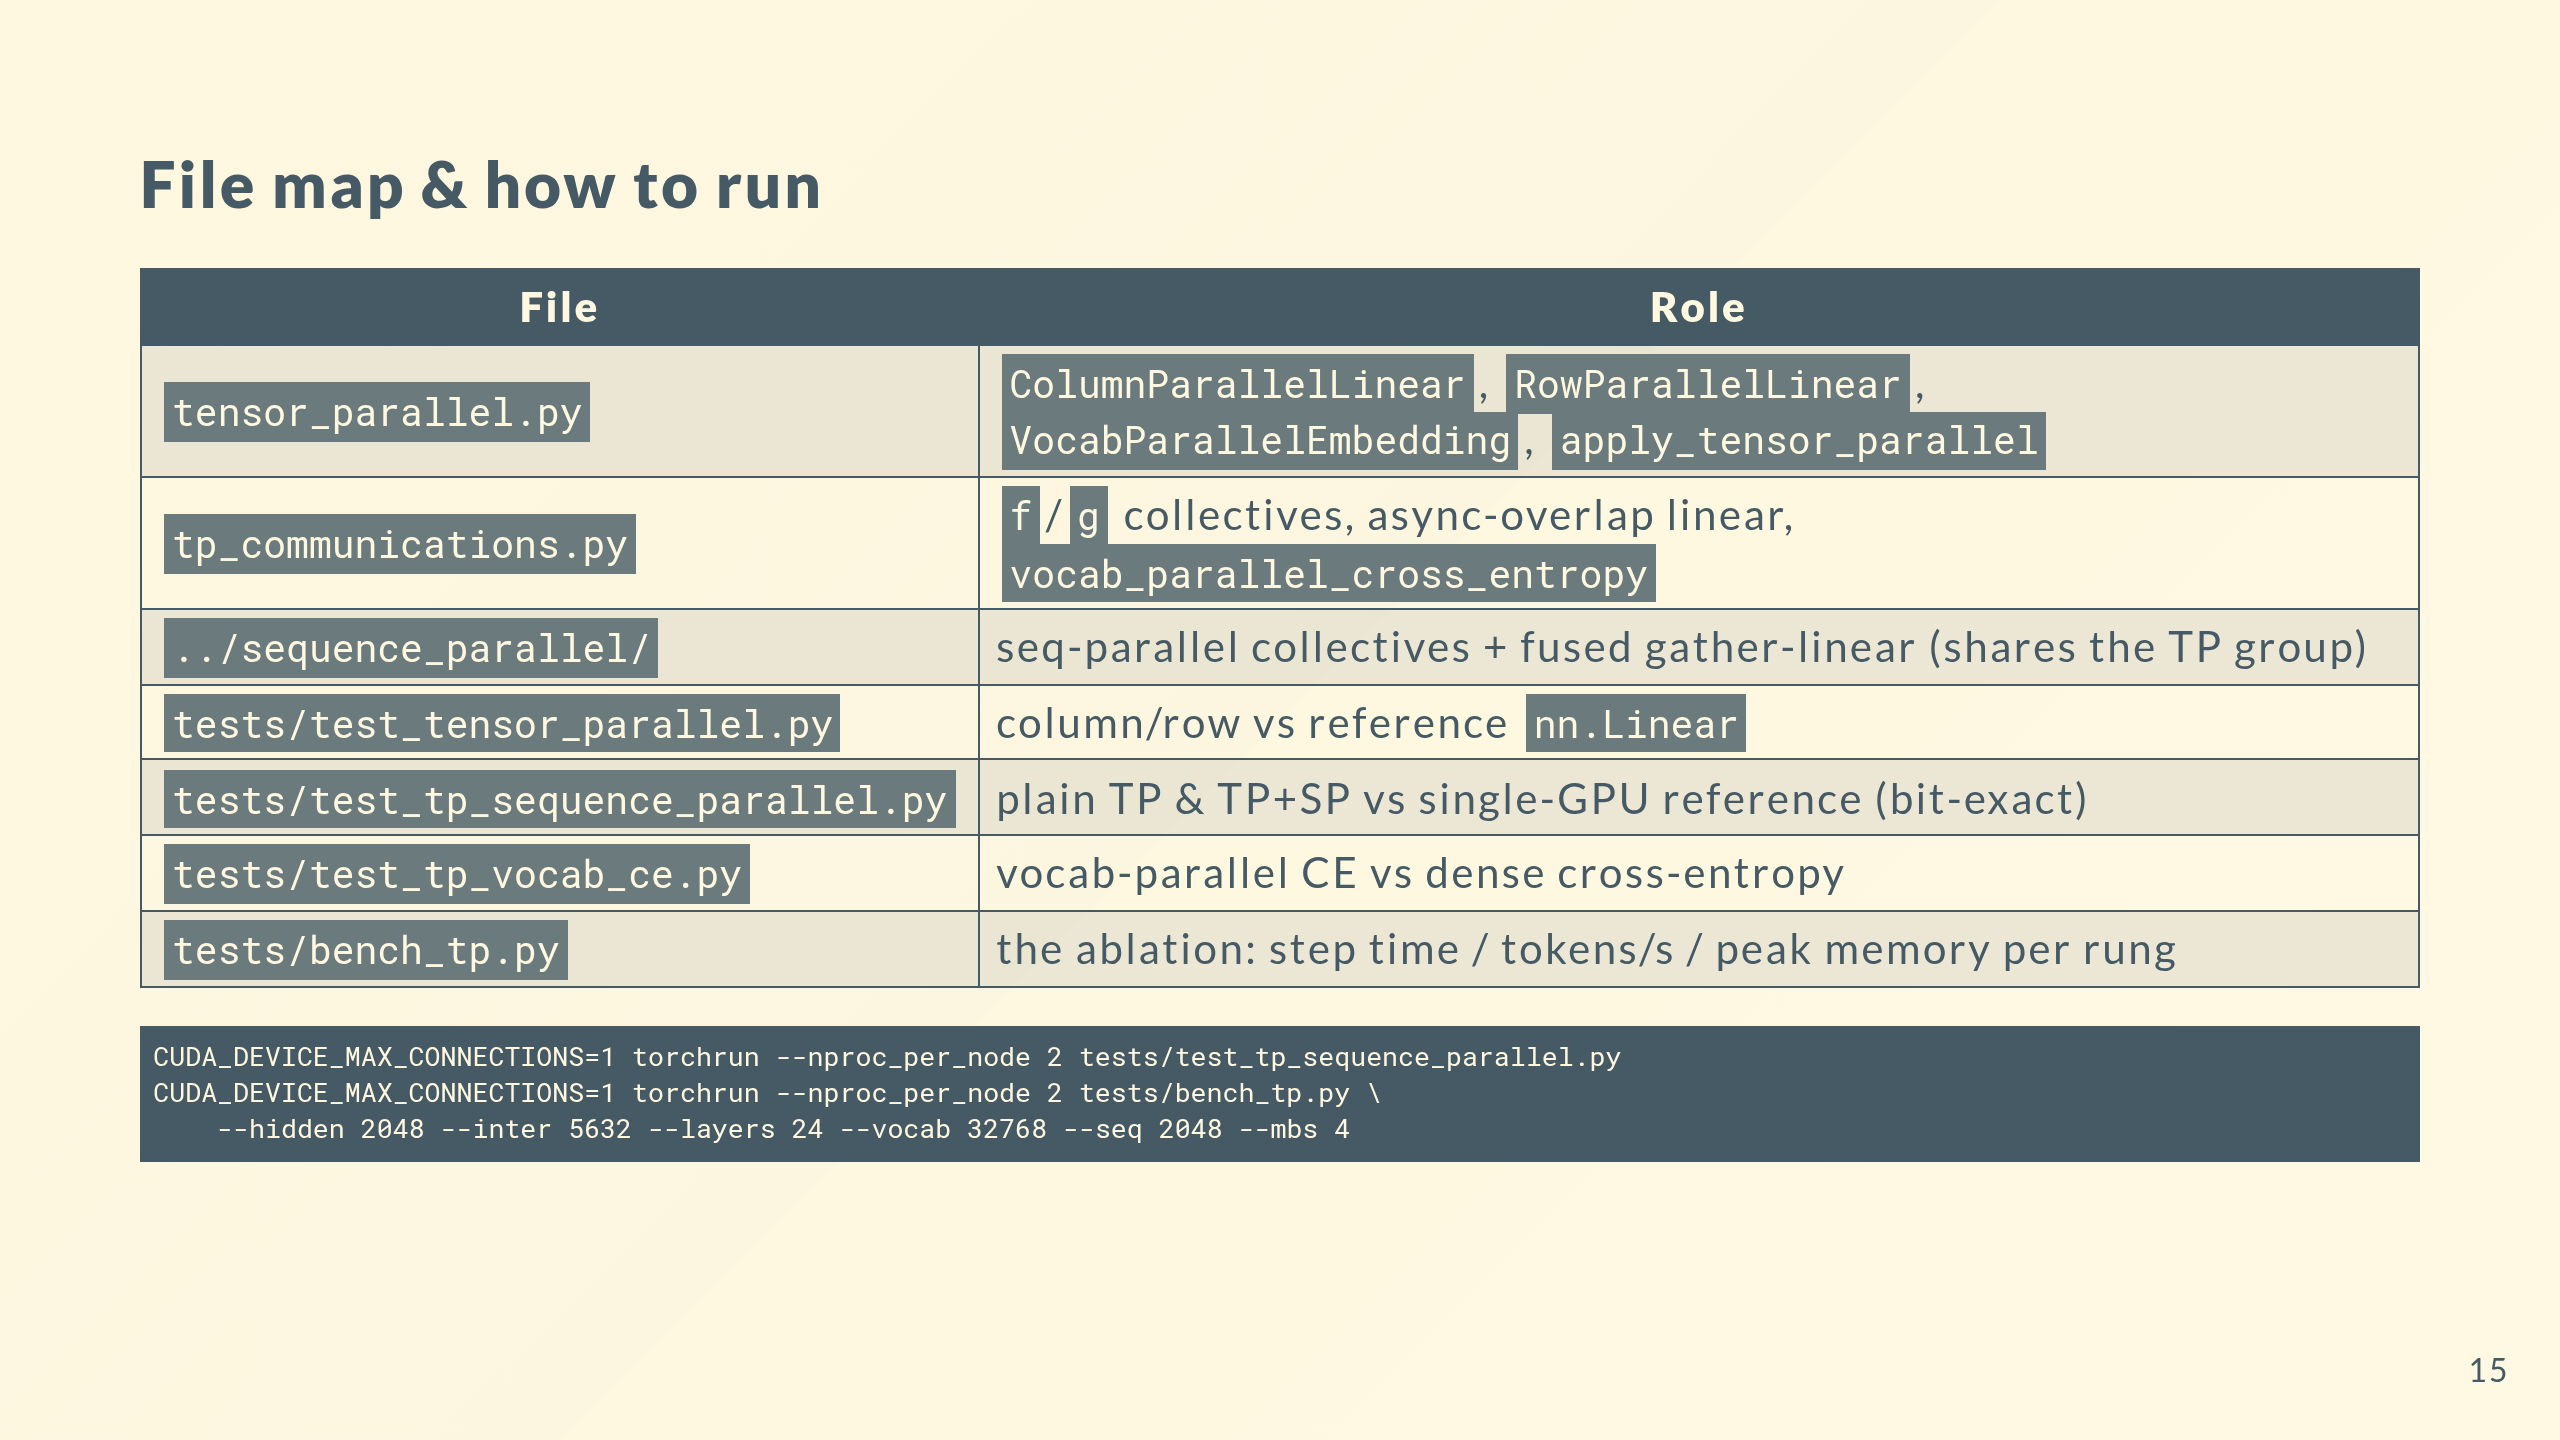 File map & how to run
File Role
tensor_parallel.py ColumnParallelLinear, RowParallelLinear,
VocabParallelEmbedding, apply_tensor_parallel
tp_communications.py f/g collectives, async-overlap linear,
vocab_parallel_cross_entropy
../sequence_parallel/ seq-parallel collectives + fused gather-linear (shares the TP group)
tests/test_tensor_parallel.py column/row vs reference nn.Linear
tests/test_tp_sequence_parallel.py plain TP & TP+SP vs single-GPU reference (bit-exact)
tests/test_tp_vocab_ce.py vocab-parallel CE vs dense cross-entropy
tests/bench_tp.py the ablation: step time / tokens/s / peak memory per rung
CUDA_DEVICE_MAX_CONNECTIONS=1 torchrun --nproc_per_node 2 tests/test_tp_sequence_parallel.py
CUDA_DEVICE_MAX_CONNECTIONS=1 torchrun --nproc_per_node 2 tests/bench_tp.py \
--hidden 2048 --inter 5632 --layers 24 --vocab 32768 --seq 2048 --mbs 4
15